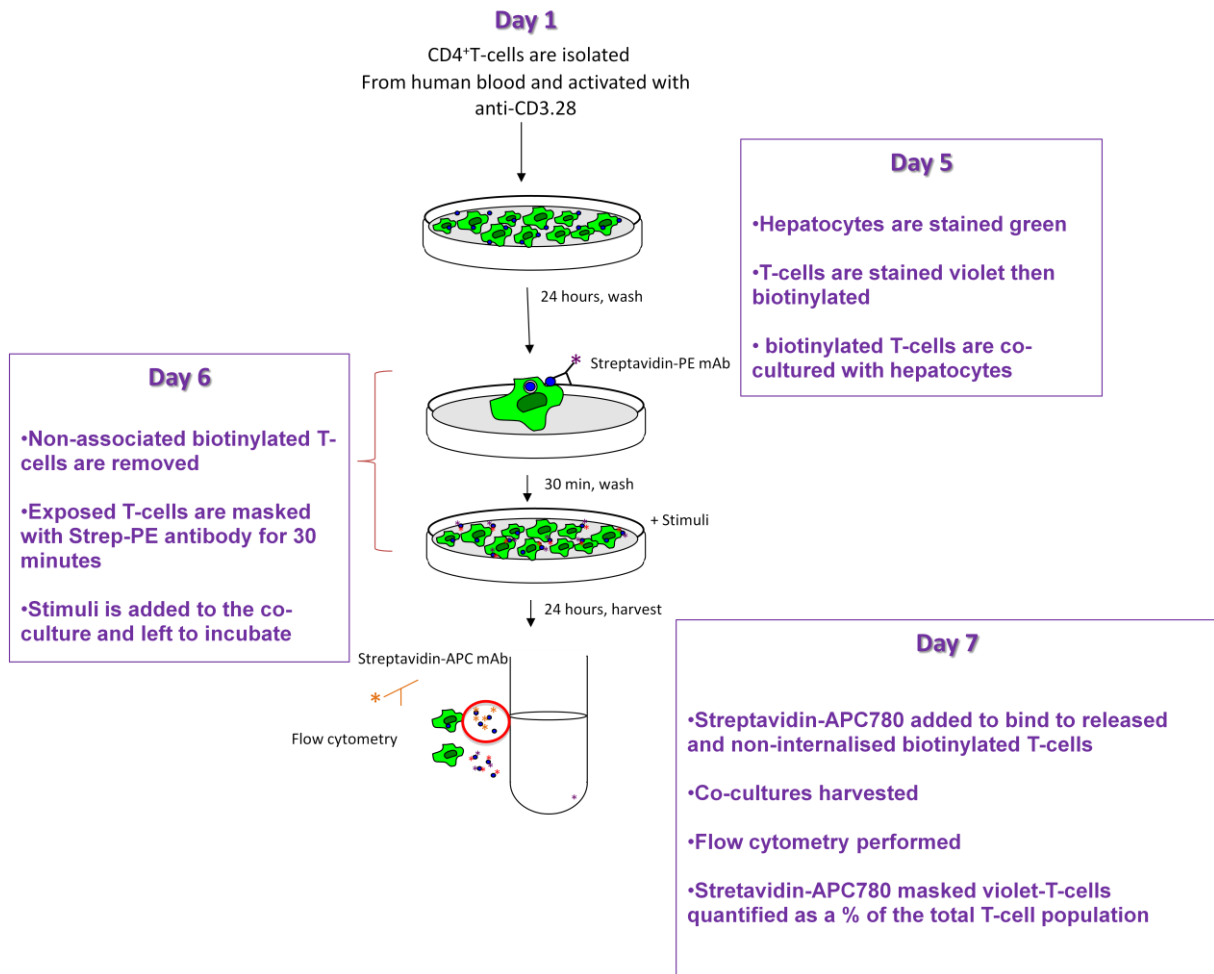 Day 1
CD4⁺T-cells are isolated
From human blood and activated with
anti-CD3.28
Day 5
•Hepatocytes are stained green
•T-cells are stained violet then
biotinylated
• biotinylated T-cells are co-
cultured with hepatocytes
24 hours, wash
Streptavidin-PE mAb
Day 6
•Non-associated biotinylated T-
cells are removed
•Exposed T-cells are masked
with Strep-PE antibody for 30
minutes
•Stimuli is added to the co-
culture and left to incubate
30 min, wash
+ Stimuli
24 hours, harvest
Streptavidin-APC mAb
Flow cytometry
Day 7
•Streptavidin-APC780 added to bind to released
and non-internalised biotinylated T-cells
•Co-cultures harvested
•Flow cytometry performed
•Stretavidin-APC780 masked violet-T-cells
quantified as a % of the total T-cell population